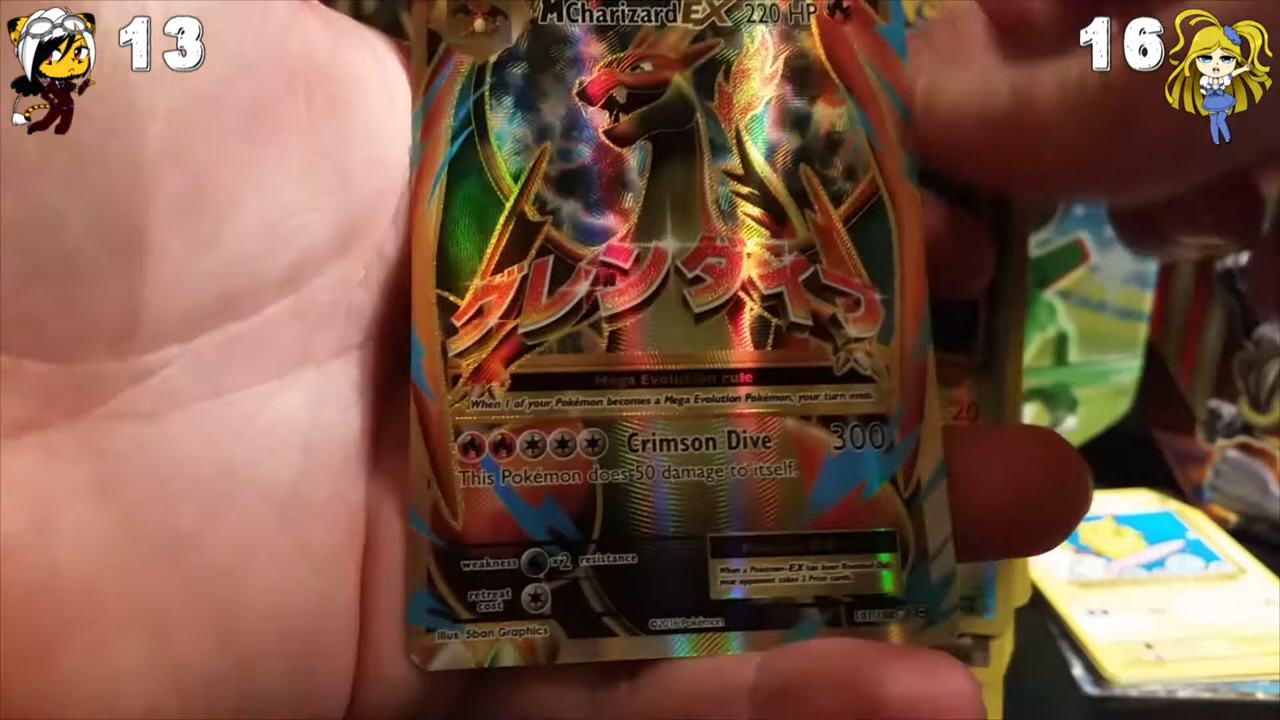 13
16
MCharizard EX 220 HP
グレンダイブ
Mega Evolution rule
When 1 of your Pokémon becomes a Mega Evolution Pokémon, your turn ends.
Crimson Dive 300
This Pokémon does 50 damage to itself.
20
weakness ×2 resistance
When a Pokémon-EX has been Knocked Out, your opponent takes 2 Prize cards.
retreat cost
©2016 Pokémon
Illus. 5ban Graphics